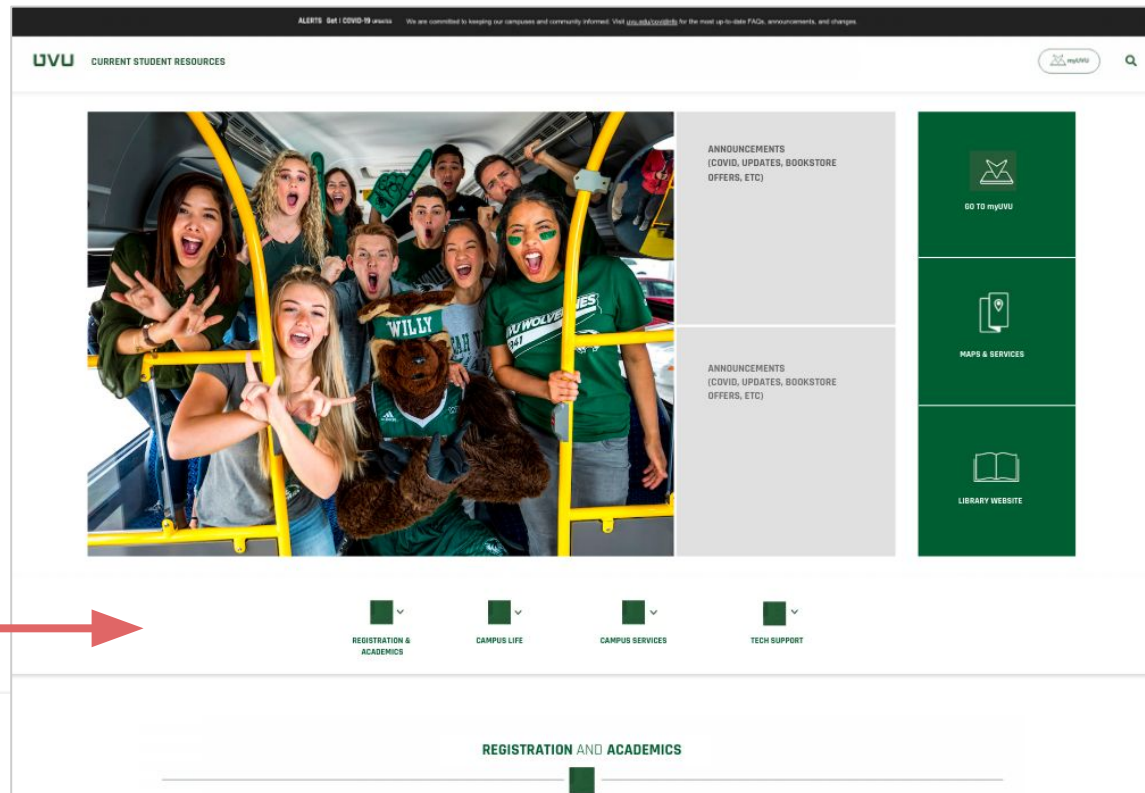 ALERTS Get i COVID-19 UPDATES We are committed to keeping our campuses and community informed. Visit uvu.edu/covidinfo for the most up-to-date FAQs, announcements, and changes.
UVU CURRENT STUDENT RESOURCES
myUVU
ANNOUNCEMENTS
(COVID, UPDATES, BOOKSTORE
OFFERS, ETC)
GO TO myUVU
WILLY
UVU WOLVERINES
1941
MAPS & SERVICES
ANNOUNCEMENTS
(COVID, UPDATES, BOOKSTORE
OFFERS, ETC)
LIBRARY WEBSITE
REGISTRATION &
ACADEMICS
CAMPUS LIFE
CAMPUS SERVICES
TECH SUPPORT
REGISTRATION AND ACADEMICS